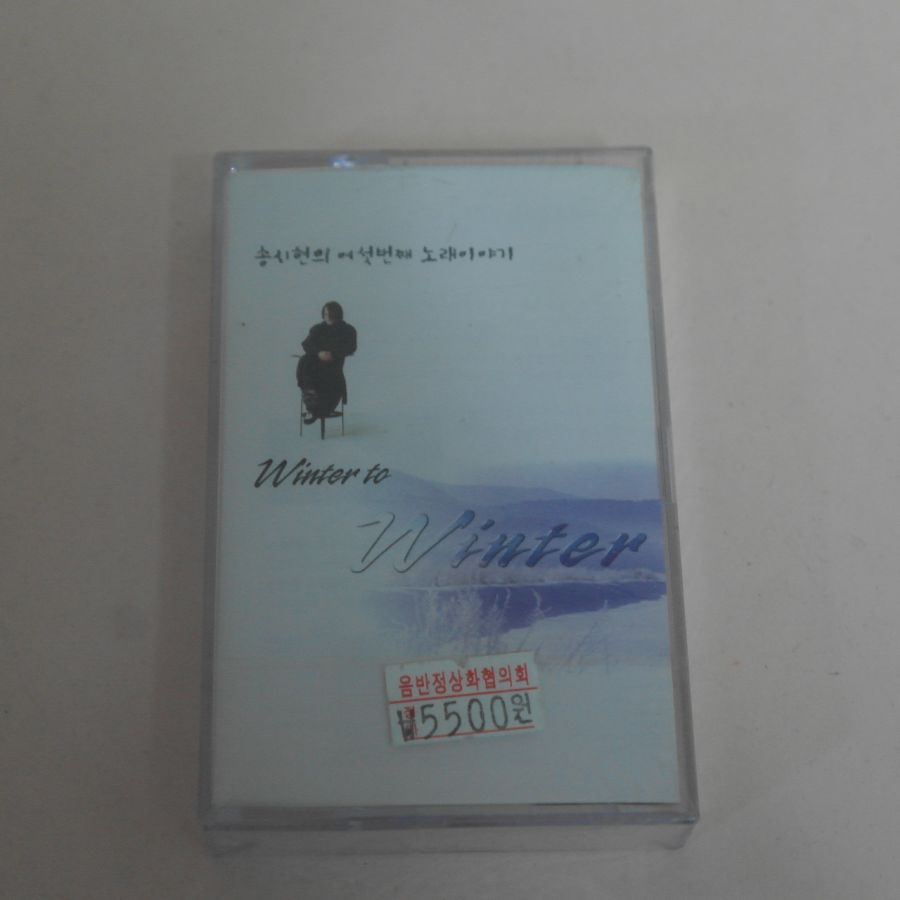 송시현의 여섯번째 노래이야기
Winter to
Winter
음반정상화협의회
₩5500원